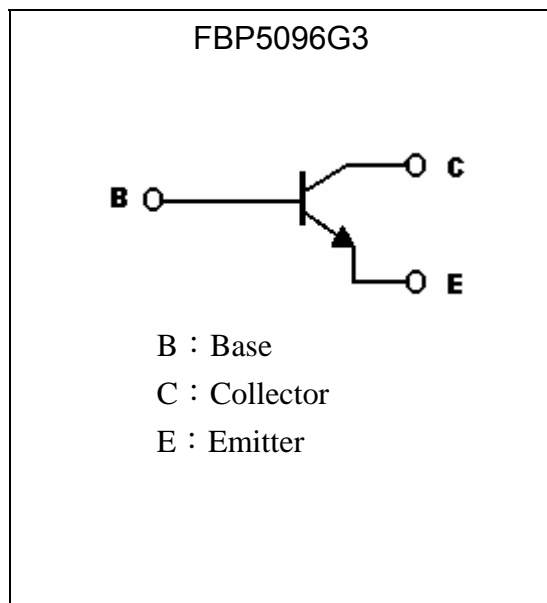 FBP5096G3
B C
E
B：Base
C：Collector
E：Emitter